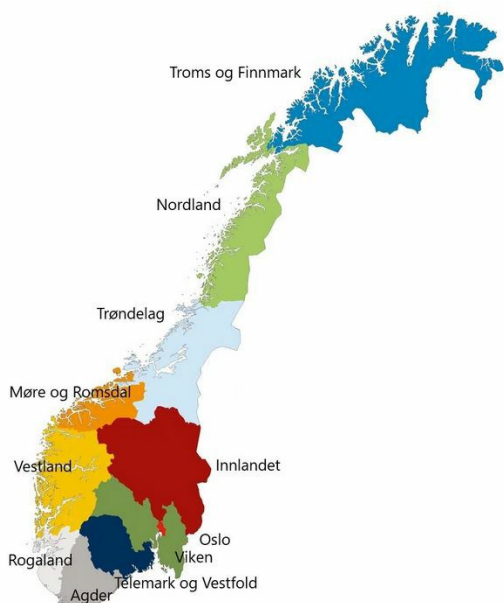 Troms og Finnmark
Nordland
Trøndelag
Møre og Romsdal
Vestland
Innlandet
Oslo
Rogaland
Viken
Telemark og Vestfold
Agder